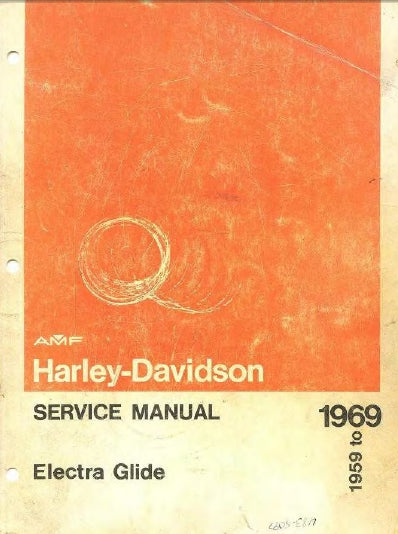 AMF
Harley-Davidson
SERVICE MANUAL
1959 to 1969
Electra Glide